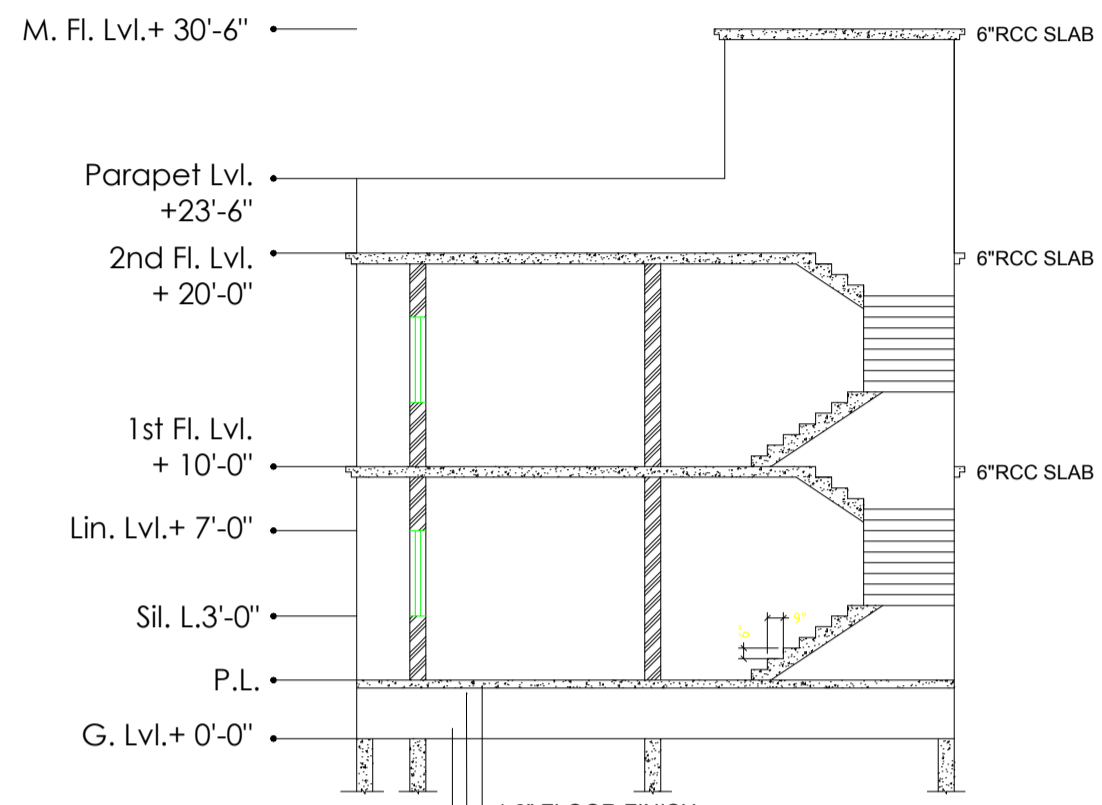 M. Fl. Lvl.+ 30'-6"
6"RCC SLAB
Parapet Lvl.
+23'-6"
2nd Fl. Lvl.
+ 20'-0"
6"RCC SLAB
1st Fl. Lvl.
+ 10'-0"
6"RCC SLAB
Lin. Lvl.+ 7'-0"
Sil. L.3'-0"
9"
6"
P.L.
G. Lvl.+ 0'-0"
FLOOR FINISH